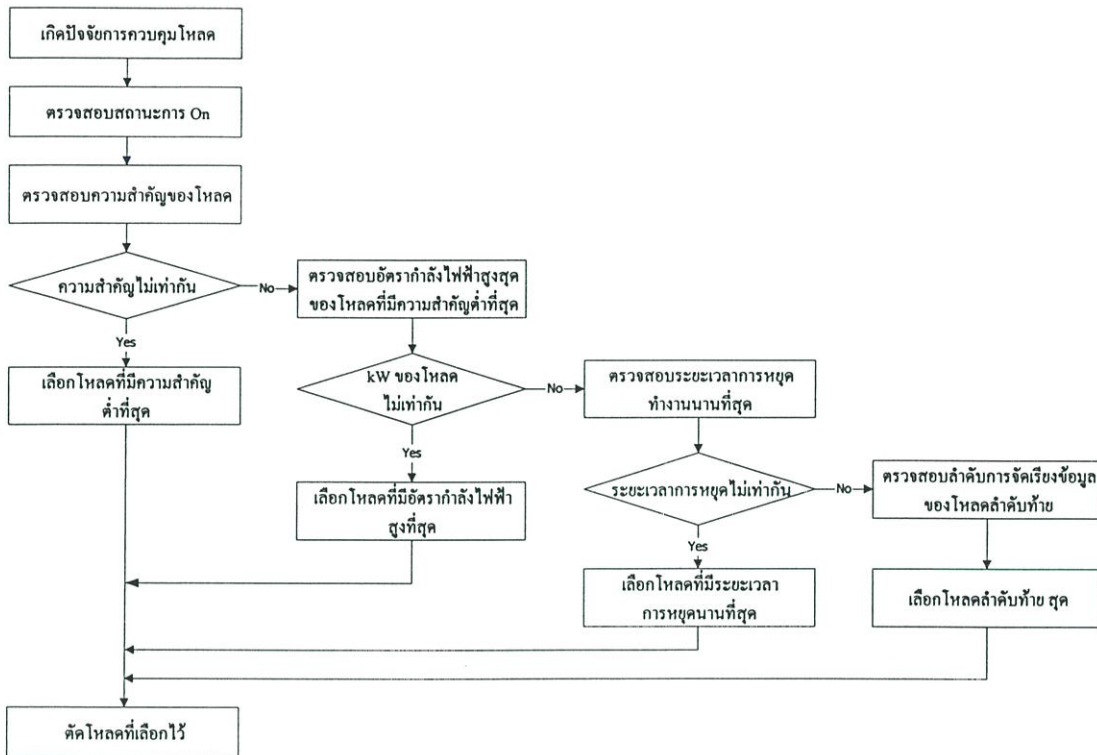 เกิดปัจจัยการควบคุมโหลด
ตรวจสอบสถานะการ On
ตรวจสอบความสำคัญของโหลด
ความสำคัญไม่เท่ากัน
No
ตรวจสอบอัตรากำลังไฟฟ้าสูงสุด
ของโหลดที่มีความสำคัญต่ำที่สุด
Yes
เลือกโหลดที่มีความสำคัญ
ต่ำที่สุด
kW ของโหลด
ไม่เท่ากัน
No
ตรวจสอบระยะเวลาการหยุด
ทำงานนานที่สุด
Yes
เลือกโหลดที่มีอัตรากำลังไฟฟ้า
สูงที่สุด
ระยะเวลาการหยุดไม่เท่ากัน
No
ตรวจสอบลำดับการจัดเรียงข้อมูล
ของโหลดลำดับท้าย
Yes
เลือกโหลดที่มีระยะเวลา
การหยุดนานที่สุด
เลือกโหลดลำดับท้าย สุด
ตัดโหลดที่เลือกไว้